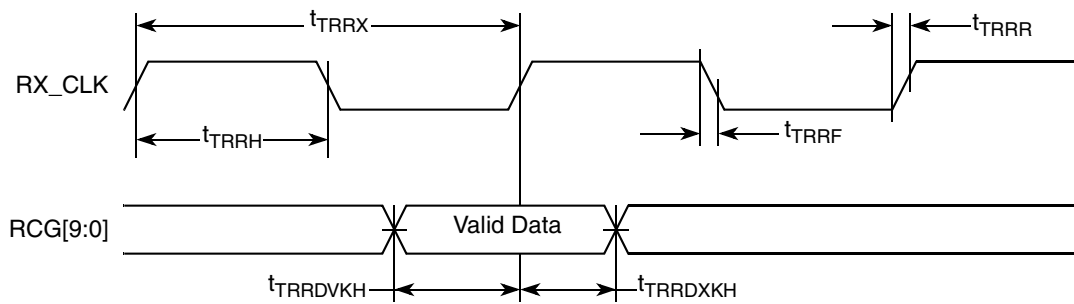 tTRRX
tTRRR
RX_CLK
tTRRH
tTRRF
RCG[9:0]
Valid Data
tTRRDVKH
tTRRDXKH